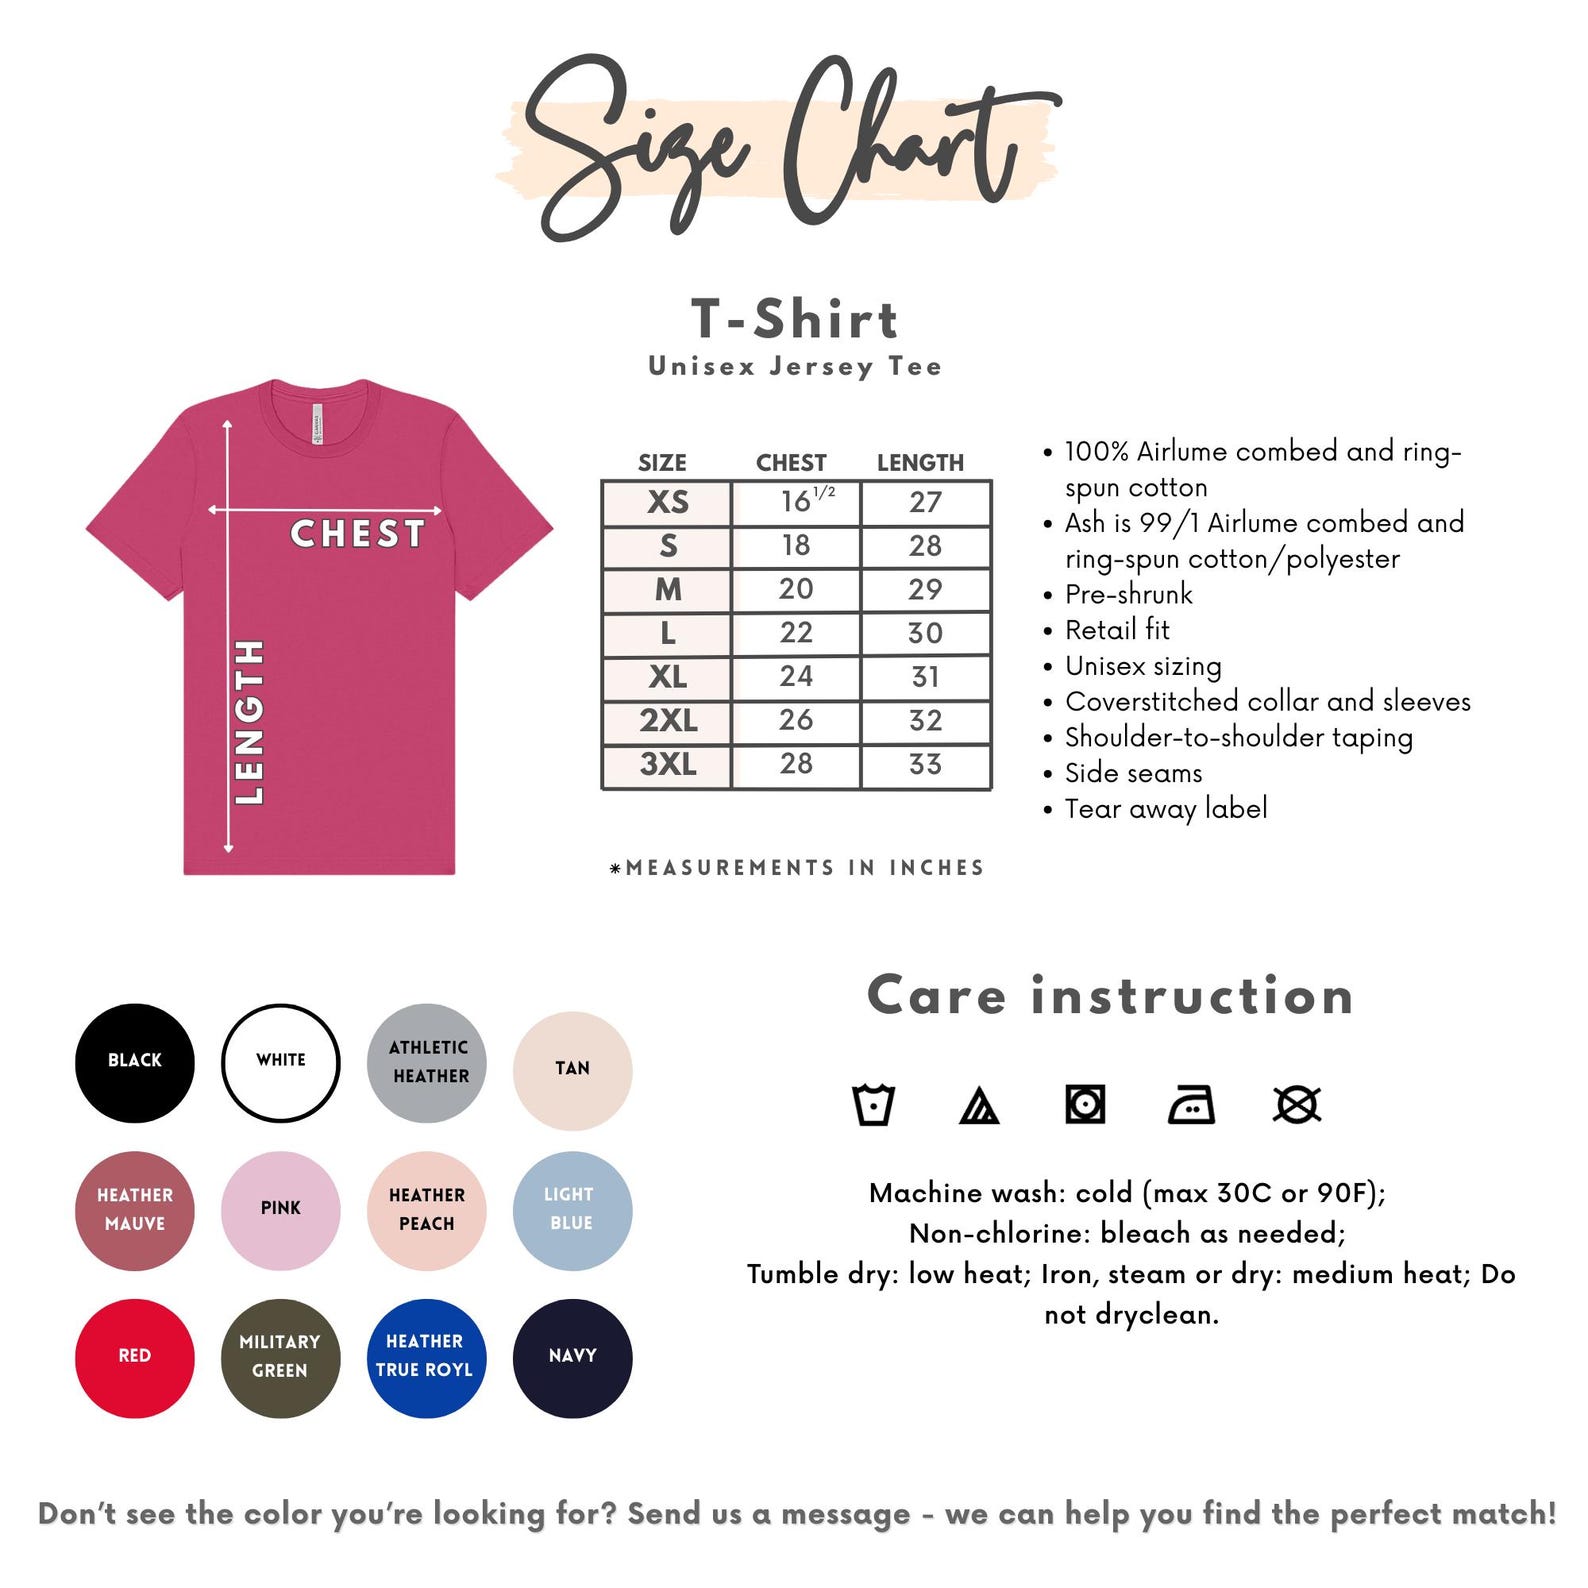 Size Chart
T-Shirt
Unisex Jersey Tee
CHEST
LENGTH
SIZE CHEST LENGTH
XS 16 1/2 27
S 18 28
M 20 29
L 22 30
XL 24 31
2XL 26 32
3XL 28 33
*MEASUREMENTS IN INCHES
• 100% Airlume combed and ring-
spun cotton
• Ash is 99/1 Airlume combed and
ring-spun cotton/polyester
• Pre-shrunk
• Retail fit
• Unisex sizing
• Coverstitched collar and sleeves
• Shoulder-to-shoulder taping
• Side seams
• Tear away label
BLACK
WHITE
ATHLETIC
HEATHER
TAN
HEATHER
MAUVE
PINK
HEATHER
PEACH
LIGHT
BLUE
RED
MILITARY
GREEN
HEATHER
TRUE ROYL
NAVY
Care instruction
Machine wash: cold (max 30C or 90F);
Non-chlorine: bleach as needed;
Tumble dry: low heat; Iron, steam or dry: medium heat; Do
not dryclean.
Don't see the color you're looking for? Send us a message - we can help you find the perfect match!